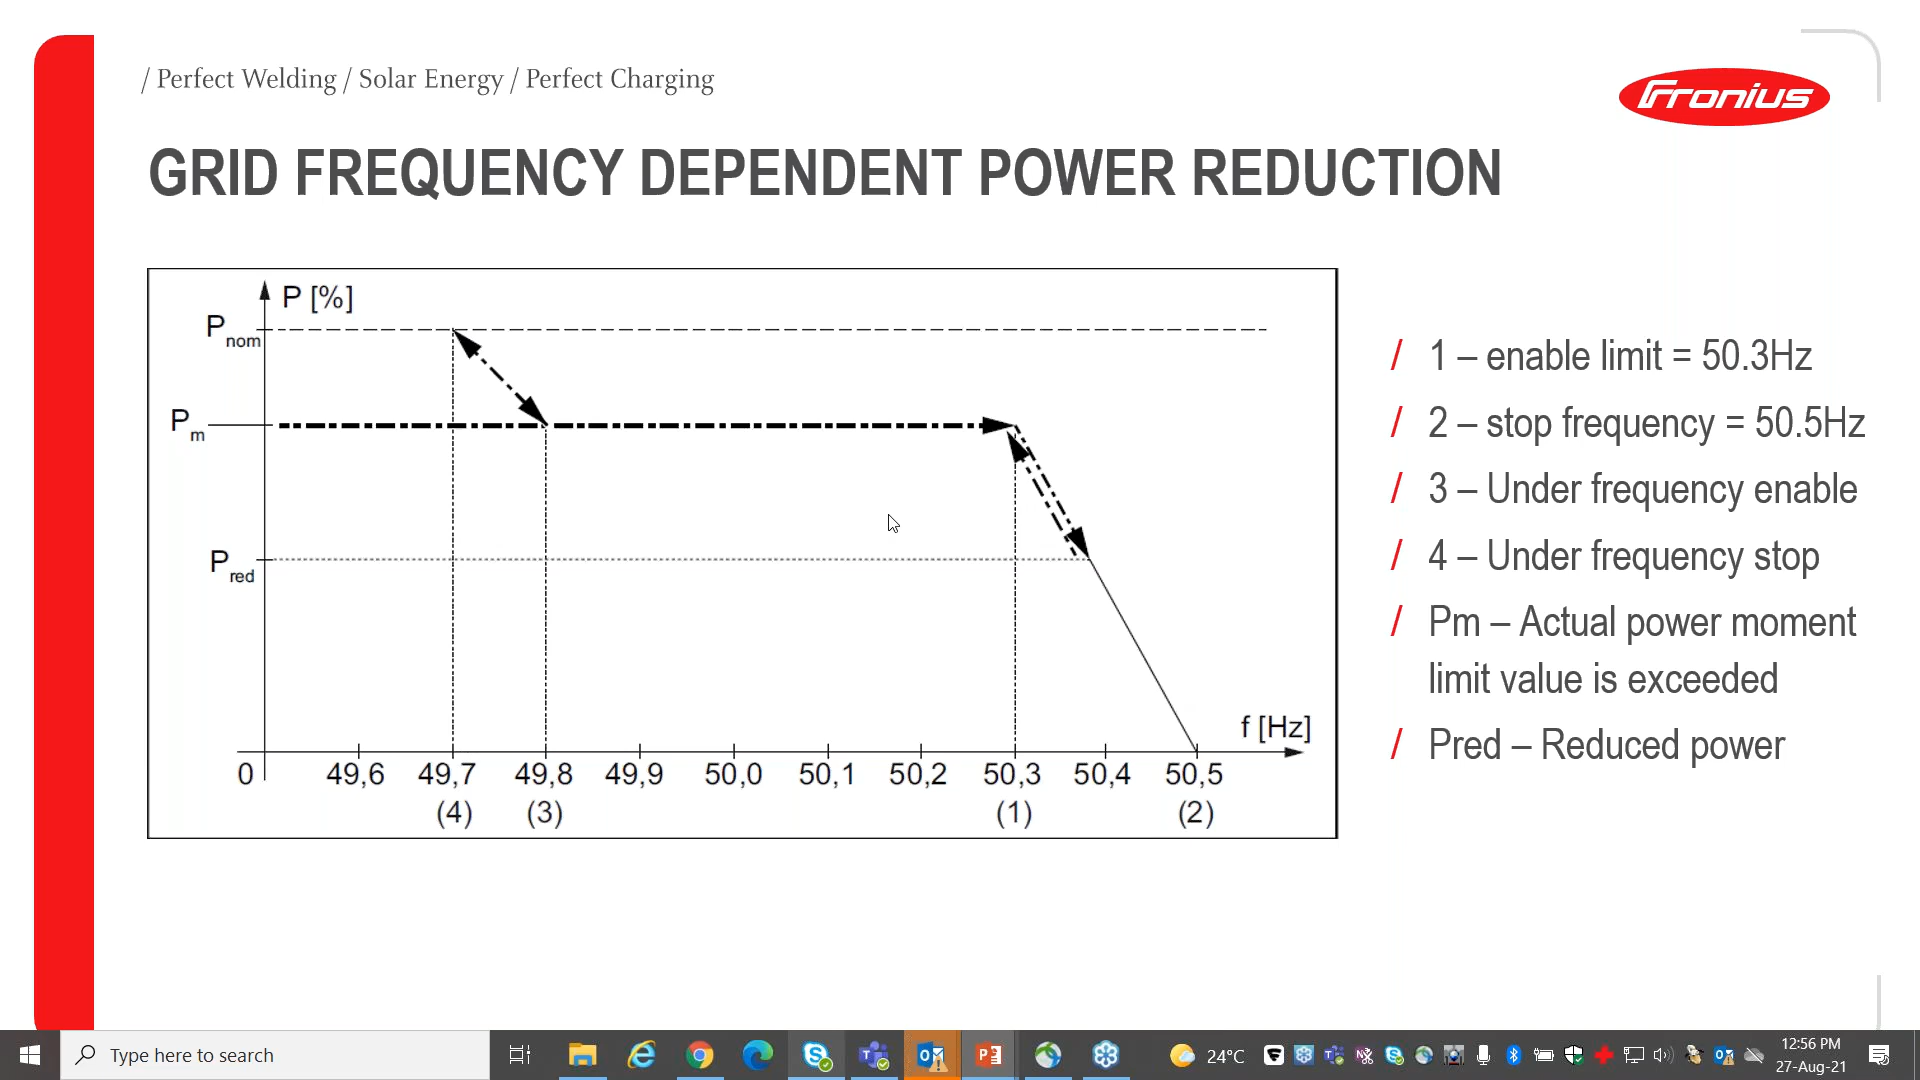 / Perfect Welding / Solar Energy / Perfect Charging
Fronius
GRID FREQUENCY DEPENDENT POWER REDUCTION
P [%]
Pnom
Pm
Pred
f [Hz]
0 49,6 49,7 49,8 49,9 50,0 50,1 50,2 50,3 50,4 50,5
(4) (3) (1) (2)
/ 1 – enable limit = 50.3Hz
/ 2 – stop frequency = 50.5Hz
/ 3 – Under frequency enable
/ 4 – Under frequency stop
/ Pm – Actual power moment
limit value is exceeded
/ Pred – Reduced power
Type here to search
24°C
12:56 PM
27-Aug-21